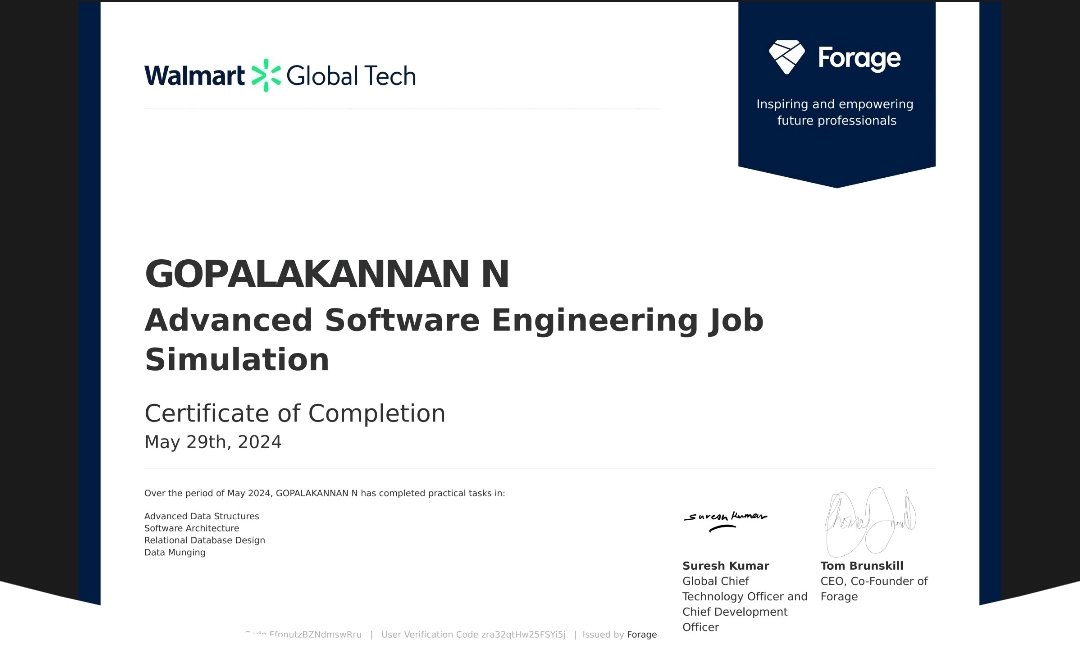 Walmart Global Tech
Forage
Inspiring and empowering
future professionals
GOPALAKANNAN N
Advanced Software Engineering Job
Simulation
Certificate of Completion
May 29th, 2024
Over the period of May 2024, GOPALAKANNAN N has completed practical tasks in:
Advanced Data Structures
Software Architecture
Relational Database Design
Data Munging
Suresh Kumar
Suresh Kumar
Global Chief
Technology Officer and
Chief Development
Officer
Tom Brunskill
CEO, Co-Founder of
Forage
EfonutzBZNdmswRru | User Verification Code zra32qtHw25FSYi5j | Issued by Forage